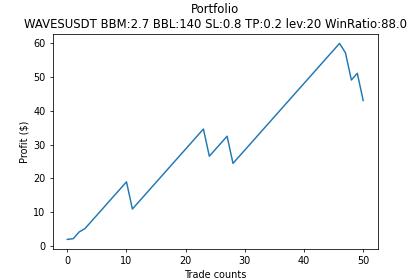 Portfolio
WAVESUSDT BBM:2.7 BBL:140 SL:0.8 TP:0.2 lev:20 WinRatio:88.0
60
50
40
30
20
10
0
Profit ($)
0 10 20 30 40 50
Trade counts